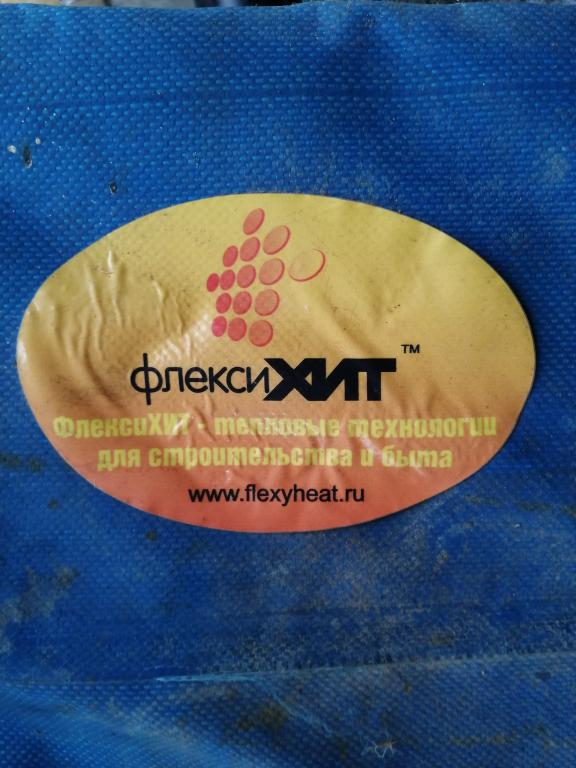 флексиХИТ™
ФлексиХИТ - тепловые технологии
для строительства и быта
www.flexyheat.ru